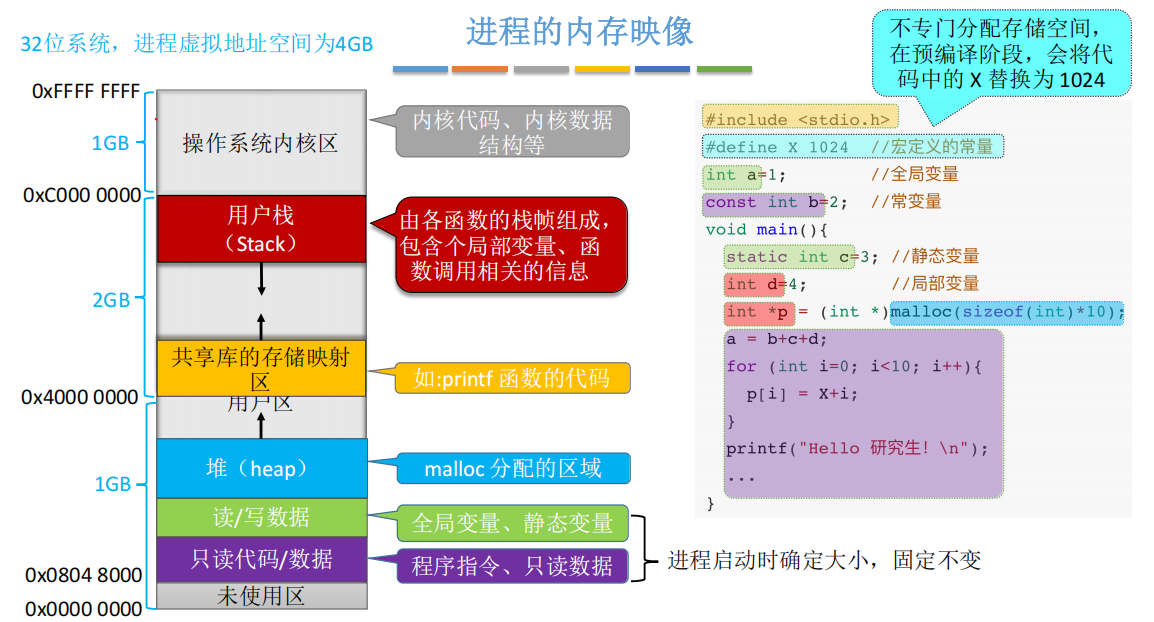 进程的内存映像
32位系统，进程虚拟地址空间为4GB
0xFFFF FFFF
1GB
0xC000 0000
2GB
0x4000 0000
1GB
0x0804 8000
0x0000 0000
操作系统内核区
用户栈
（Stack）
共享库的存储映射
区
用户区
堆（heap）
读/写数据
只读代码/数据
未使用区
内核代码、内核数据
结构等
由各函数的栈帧组成，
包含个局部变量、函
数调用相关的信息
如:printf 函数的代码
malloc 分配的区域
全局变量、静态变量
程序指令、只读数据
进程启动时确定大小，固定不变
不专门分配存储空间，
在预编译阶段，会将代
码中的 X 替换为 1024
#include <stdio.h>
#define X 1024 //宏定义的常量
int a=1; //全局变量
const int b=2; //常变量
void main(){
static int c=3; //静态变量
int d=4; //局部变量
int *p = (int *)malloc(sizeof(int)*10);
a = b+c+d;
for (int i=0; i<10; i++){
p[i] = X+i;
}
printf("Hello 研究生! \n");
...
}